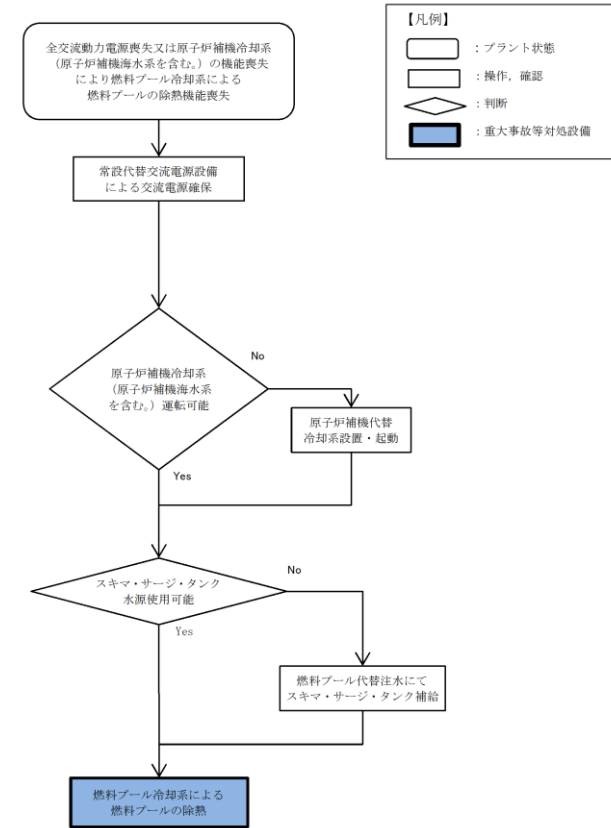 全交流動力電源喪失又は原子炉補機冷却系
（原子炉補機海水系を含む。）の機能喪失
により燃料プール冷却系による
燃料プールの除熱機能喪失
【凡例】
：プラント状態
：操作，確認
：判断
：重大事故等対処設備
常設代替交流電源設備
による交流電源確保
原子炉補機冷却系
（原子炉補機海水系
を含む。）運転可能
No
原子炉補機代替
冷却系設置・起動
Yes
スキマ・サージ・タンク
水源使用可能
No
Yes
燃料プール代替注水にて
スキマ・サージ・タンク補給
燃料プール冷却系による
燃料プールの除熱